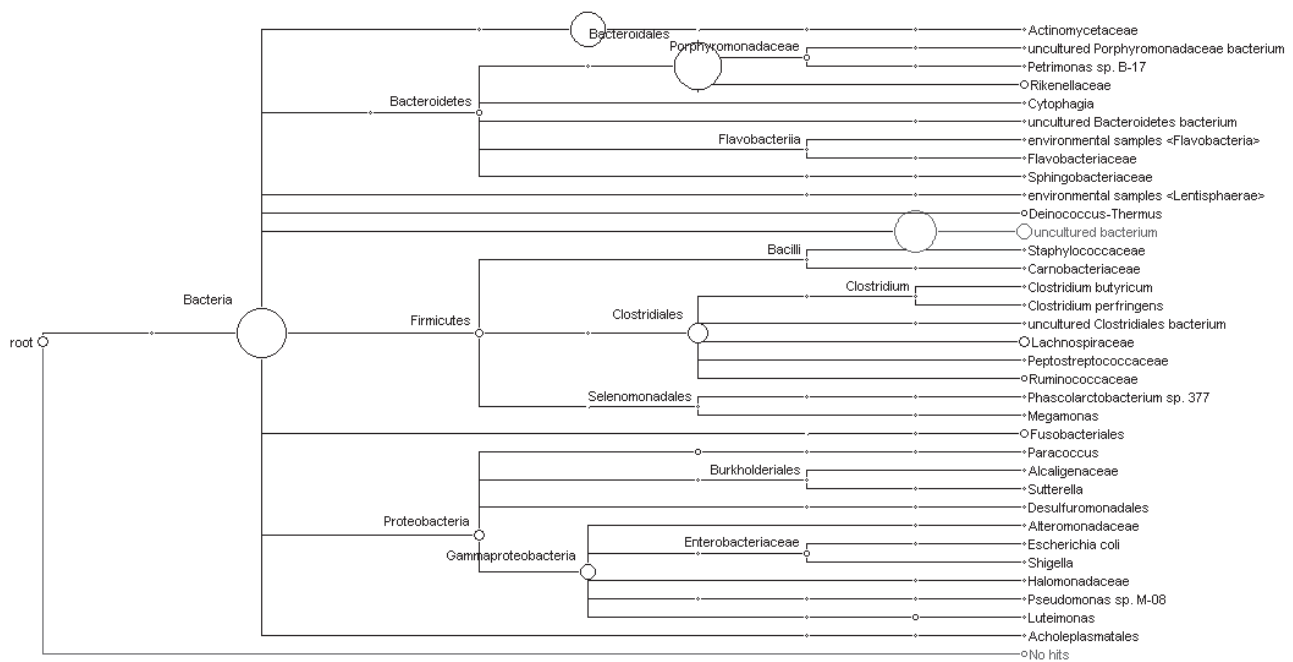 Actinomycetaceae
Bacteroidales
Porphyromonadaceae
uncultured Porphyromonadaceae bacterium
Petrimonas sp. B-17
Rikenellaceae
Bacteroidetes
Cytophagia
uncultured Bacteroidetes bacterium
Flavobacteriia
environmental samples <Flavobacteria>
Flavobacteriaceae
Sphingobacteriaceae
environmental samples <Lentisphaerae>
Deinococcus-Thermus
uncultured bacterium
Bacilli
Staphylococcaceae
Carnobacteriaceae
Clostridium
Clostridium butyricum
Bacteria
Clostridium perfringens
Firmicutes
Clostridiales
uncultured Clostridiales bacterium
root
Lachnospiraceae
Peptostreptococcaceae
Ruminococcaceae
Selenomonadales
Phascolarctobacterium sp. 377
Megamonas
Fusobacteriales
Paracoccus
Burkholderiales
Alcaligenaceae
Sutterella
Desulfuromonadales
Proteobacteria
Alteromonadaceae
Enterobacteriaceae
Escherichia coli
Gammaproteobacteria
Shigella
Halomonadaceae
Pseudomonas sp. M-08
Luteimonas
Acholeplasmatales
No hits